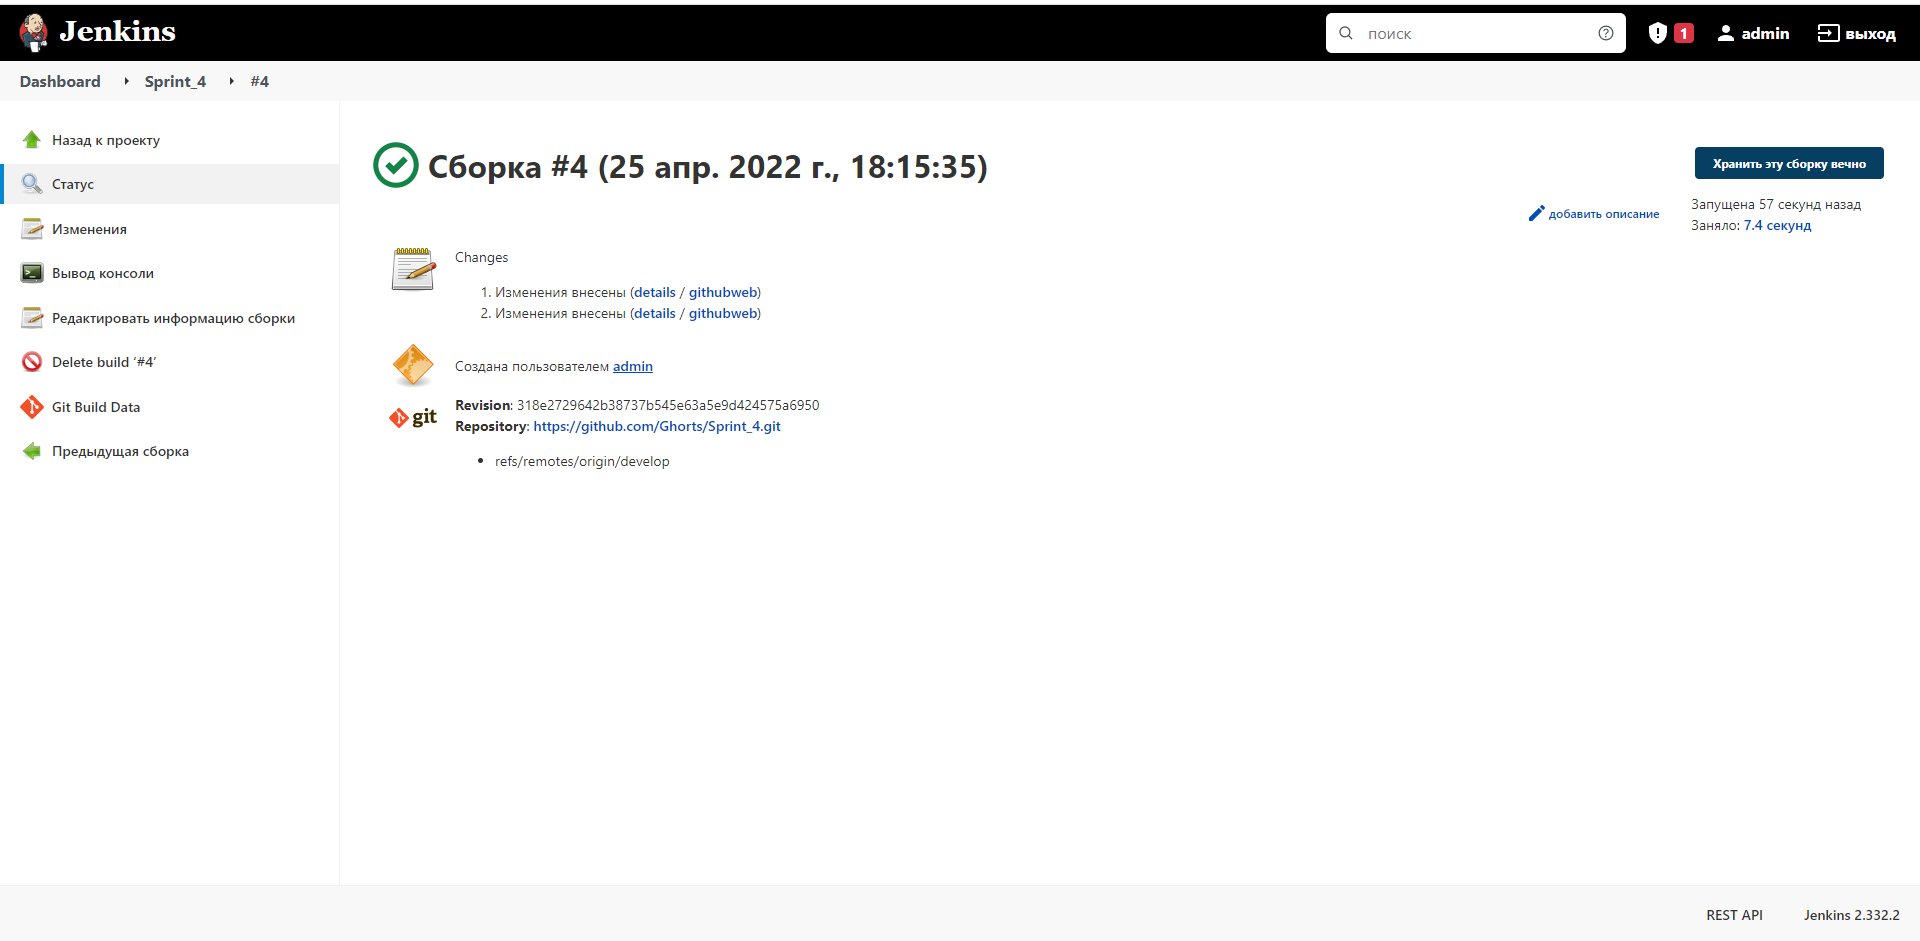 Jenkins
поиск
1
admin
выход
Dashboard
Sprint_4
#4
Назад к проекту
Статус
Изменения
Вывод консоли
Редактировать информацию сборки
Delete build ‘#4’
Git Build Data
Предыдущая сборка
Сборка #4 (25 апр. 2022 г., 18:15:35)
Хранить эту сборку вечно
добавить описание
Запущена 57 секунд назад
Заняло: 7.4 секунд
Changes
1. Изменения внесены (details / githubweb)
2. Изменения внесены (details / githubweb)
Создана пользователем admin
git
Revision: 318e2729642b38737b545e63a5e9d424575a6950
Repository: https://github.com/Ghorts/Sprint_4.git
• refs/remotes/origin/develop
REST API
Jenkins 2.332.2